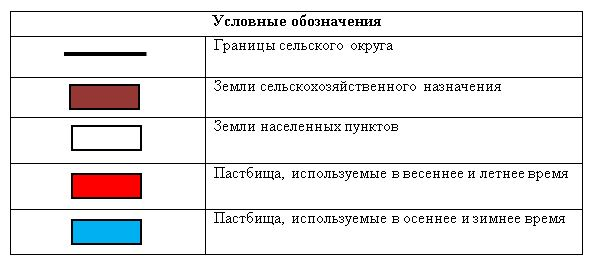 Условные обозначения
Границы сельского округа
Земли сельскохозяйственного назначения
Земли населенных пунктов
Пастбища, используемые в весеннее и летнее время
Пастбища, используемые в осеннее и зимнее время